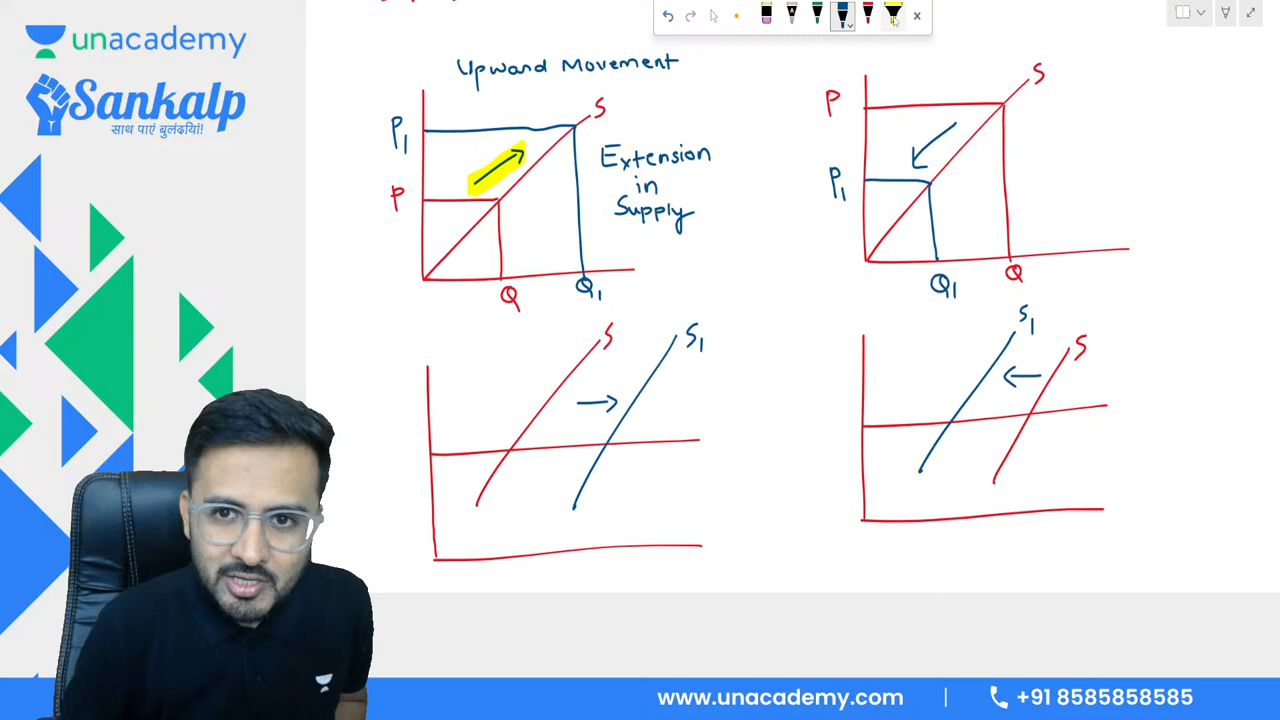 unacademy
Sankalp
साथ पाएं बुलंदियां!
Upward Movement
P1
P
S
Extension
in
Supply
Q
Q1
P
P1
S
Q1
Q
S
S1
S1
S
www.unacademy.com | +91 8585858585